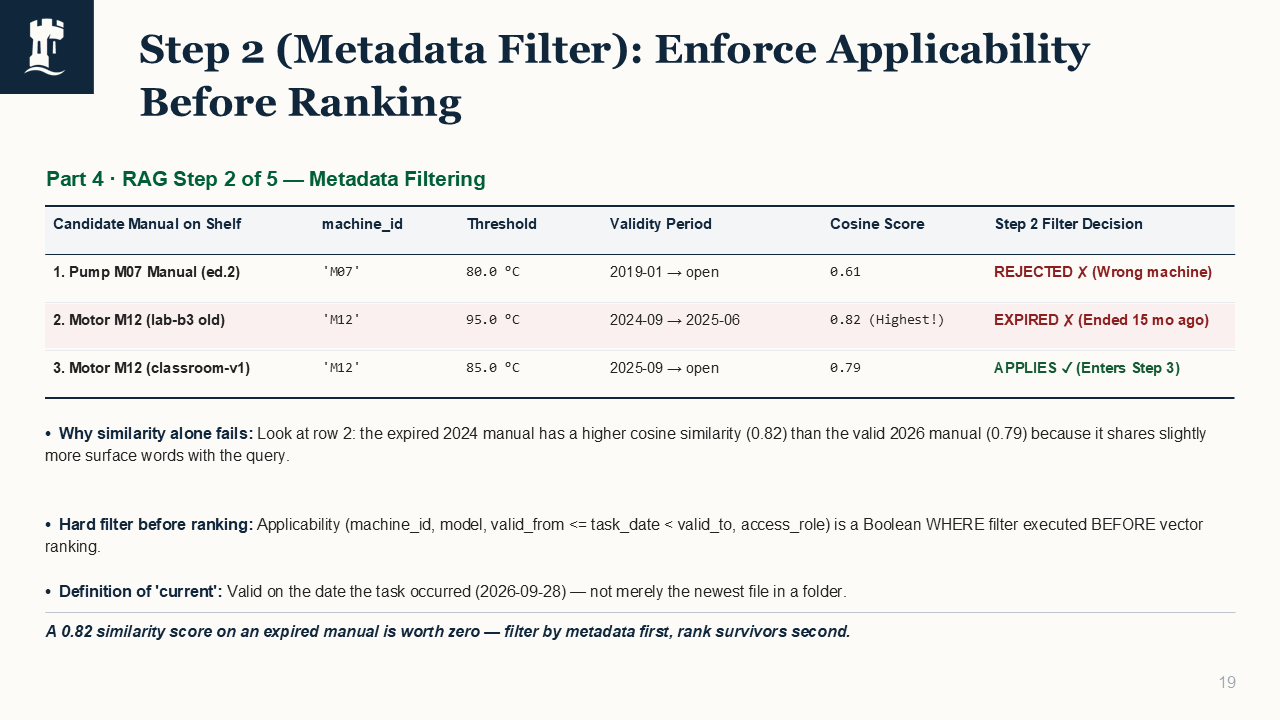 Step 2 (Metadata Filter): Enforce Applicability
Before Ranking
Part 4 · RAG Step 2 of 5 — Metadata Filtering
Candidate Manual on Shelf machine_id Threshold Validity Period Cosine Score Step 2 Filter Decision
1. Pump M07 Manual (ed.2) 'M07' 80.0 °C 2019-01 → open 0.61 REJECTED ✗ (Wrong machine)
2. Motor M12 (lab-b3 old) 'M12' 95.0 °C 2024-09 → 2025-06 0.82 (Highest!) EXPIRED ✗ (Ended 15 mo ago)
3. Motor M12 (classroom-v1) 'M12' 85.0 °C 2025-09 → open 0.79 APPLIES ✓ (Enters Step 3)
• Why similarity alone fails: Look at row 2: the expired 2024 manual has a higher cosine similarity (0.82) than the valid 2026 manual (0.79) because it shares slightly
more surface words with the query.
• Hard filter before ranking: Applicability (machine_id, model, valid_from <= task_date < valid_to, access_role) is a Boolean WHERE filter executed BEFORE vector
ranking.
• Definition of 'current': Valid on the date the task occurred (2026-09-28) — not merely the newest file in a folder.
A 0.82 similarity score on an expired manual is worth zero — filter by metadata first, rank survivors second.
19